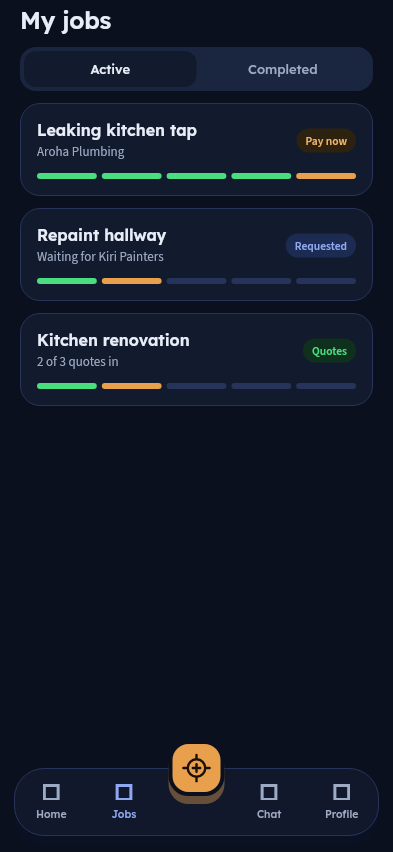 My jobs
Active
Completed
Leaking kitchen tap
Aroha Plumbing
Pay now
Repaint hallway
Waiting for Kiri Painters
Requested
Kitchen renovation
2 of 3 quotes in
Quotes
Home
Jobs
Chat
Profile